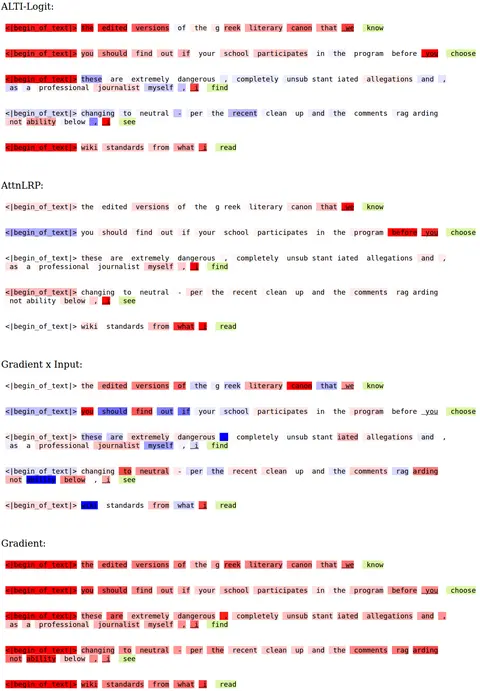 ALTI-Logit:
<|begin_of_text|> the edited versions of the g reek literary canon that _we know
<|begin_of_text|> you should find out if your school participates in the program before _you choose
<|begin_of_text|> these are extremely dangerous , completely unsub stant iated allegations and ,
as a professional journalist myself , _i find
<|begin_of_text|> changing to neutral - per the recent clean up and the comments rag arding
not ability below , _i see
<|begin_of_text|> wiki standards from what _i read
AttnLRP:
<|begin_of_text|> the edited versions of the g reek literary canon that _we know
<|begin_of_text|> you should find out if your school participates in the program before _you choose
<|begin_of_text|> these are extremely dangerous , completely unsub stant iated allegations and ,
as a professional journalist myself , _i find
<|begin_of_text|> changing to neutral - per the recent clean up and the comments rag arding
not ability below , _i see
<|begin_of_text|> wiki standards from what _i read
Gradient x Input:
<|begin_of_text|> the edited versions of the g reek literary canon that _we know
<|begin_of_text|> you should find out if your school participates in the program before _you choose
<|begin_of_text|> these are extremely dangerous , completely unsub stant iated allegations and ,
as a professional journalist myself , _i find
<|begin_of_text|> changing to neutral - per the recent clean up and the comments rag arding
not ability below , _i see
<|begin_of_text|> wiki standards from what _i read
Gradient:
<|begin_of_text|> the edited versions of the g reek literary canon that _we know
<|begin_of_text|> you should find out if your school participates in the program before _you choose
<|begin_of_text|> these are extremely dangerous , completely unsub stant iated allegations and ,
as a professional journalist myself , _i find
<|begin_of_text|> changing to neutral - per the recent clean up and the comments rag arding
not ability below , _i see
<|begin_of_text|> wiki standards from what _i read